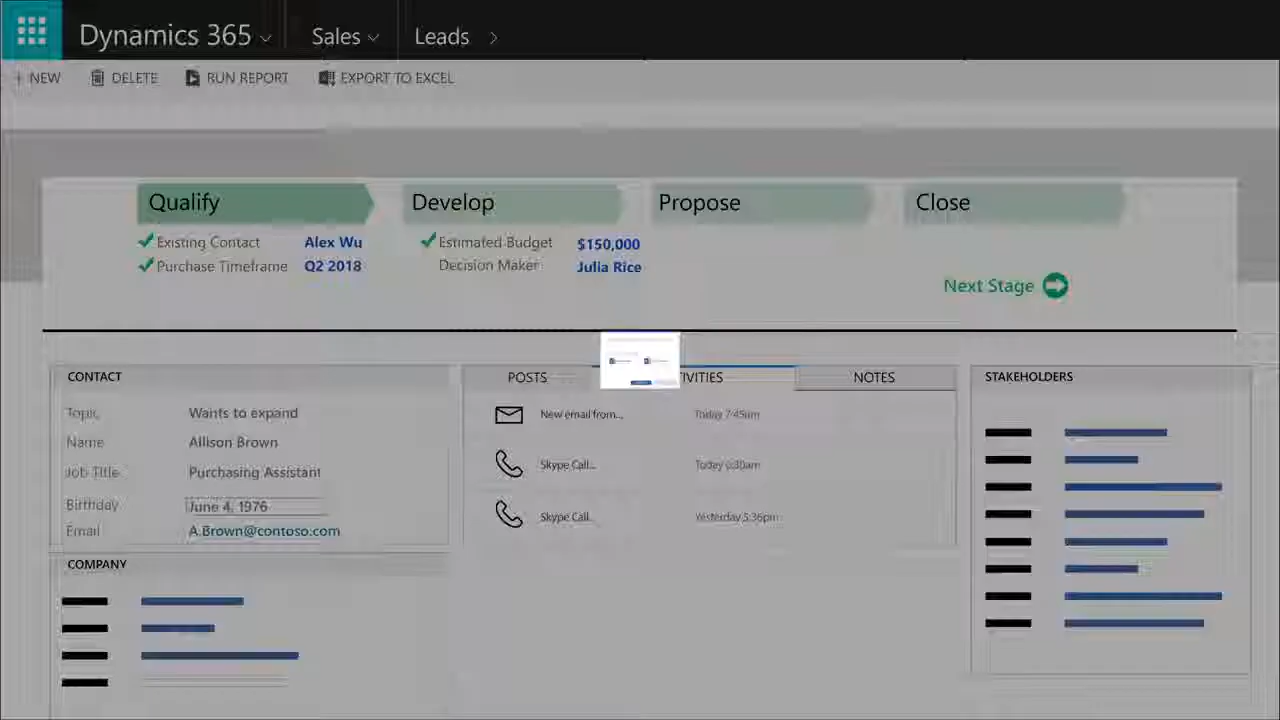 Dynamics 365 Sales Leads
NEW DELETE RUN REPORT EXPORT TO EXCEL
Qualify Develop Propose Close
Existing Contact Alex Wu Estimated Budget $150,000
Purchase Timeframe Q2 2018 Decision Maker Julia Rice
Next Stage
CONTACT
Topic Wants to expand
Name Allison Brown
Job Title Purchasing Assistant
Birthday June 4, 1976
Email A.Brown@contoso.com
COMPANY
POSTS TIVITIES NOTES
New email from... Today 7:45am
Skype Call... Today 6:30am
Skype Call... Yesterday 5:36pm
STAKEHOLDERS